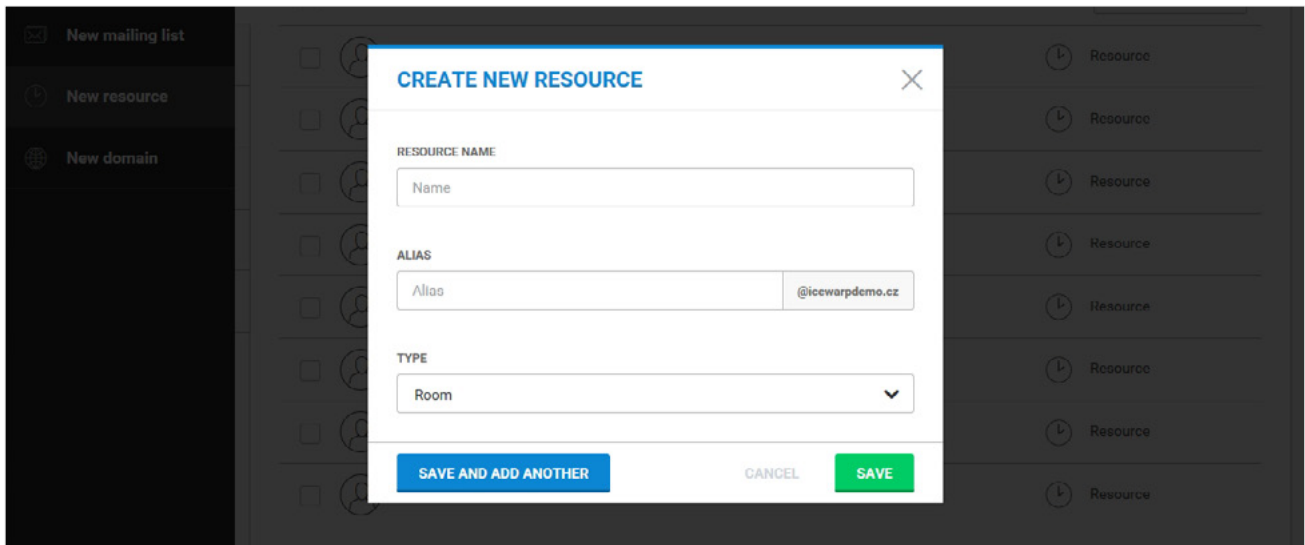 New mailing list
New resource
New domain
Resource
Resource
Resource
Resource
Resource
Resource
Resource
Resource
CREATE NEW RESOURCE
RESOURCE NAME
Name
ALIAS
Alias
@icewarpdemo.cz
TYPE
Room
SAVE AND ADD ANOTHER
CANCEL
SAVE